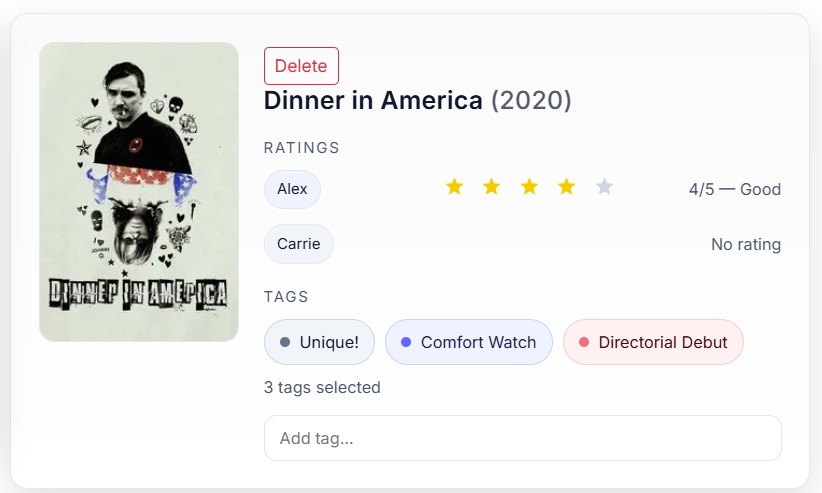 Delete
Dinner in America (2020)
RATINGS
Alex
4/5 — Good
Carrie
No rating
TAGS
Unique!
Comfort Watch
Directorial Debut
3 tags selected
Add tag...
DINNER IN AMERICA